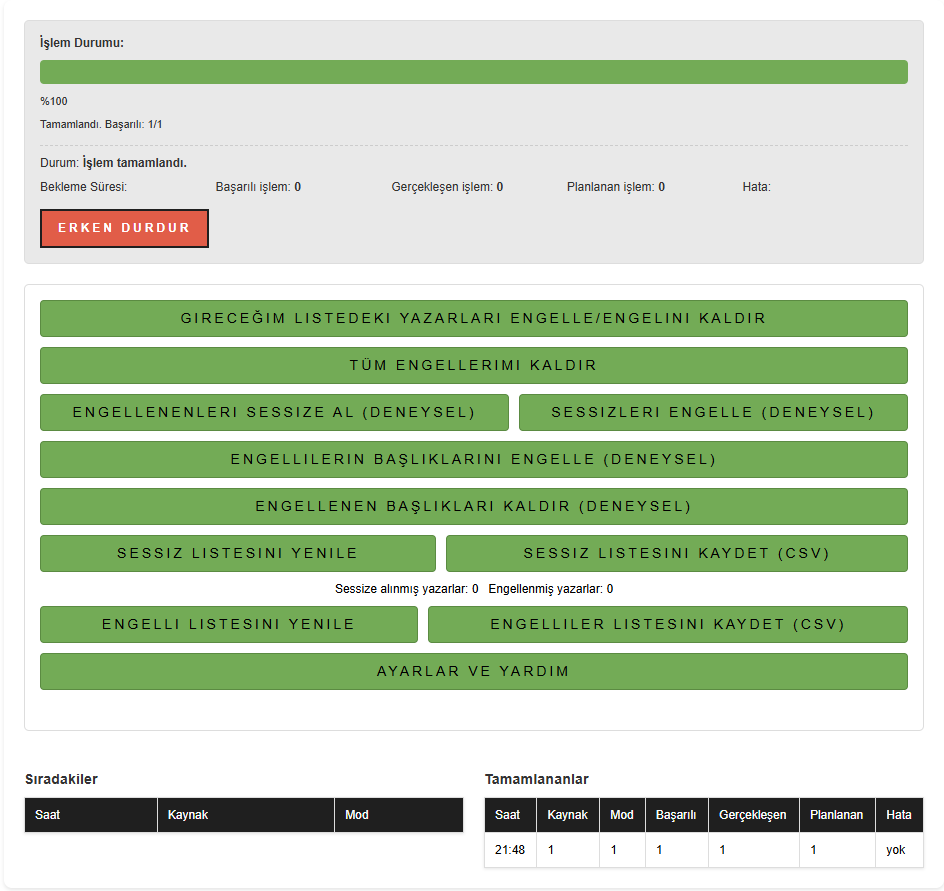 İşlem Durumu:
%100
Tamamlandı. Başarılı: 1/1
Durum: İşlem tamamlandı.
Bekleme Süresi: Başarılı işlem: 0 Gerçekleşen işlem: 0 Planlanan işlem: 0 Hata:
ERKEN DURDUR
GIRECEĞIM LISTEDEKI YAZARLARI ENGELLE/ENGELINI KALDIR
TÜM ENGELLERIMI KALDIR
ENGELLENENLERI SESSIZE AL (DENEYSEL) SESSIZLERI ENGELLE (DENEYSEL)
ENGELLILERIN BAŞLIKLARINI ENGELLE (DENEYSEL)
ENGELLENEN BAŞLIKLARI KALDIR (DENEYSEL)
SESSIZ LISTESINI YENILE SESSIZ LISTESINI KAYDET (CSV)
Sessize alınmış yazarlar: 0 Engellenmiş yazarlar: 0
ENGELLI LISTESINI YENILE ENGELLILER LISTESINI KAYDET (CSV)
AYARLAR VE YARDIM
Sıradakiler
Saat Kaynak Mod
Tamamlananlar
Saat Kaynak Mod Başarılı Gerçekleşen Planlanan Hata
21:48 1 1 1 1 1 yok